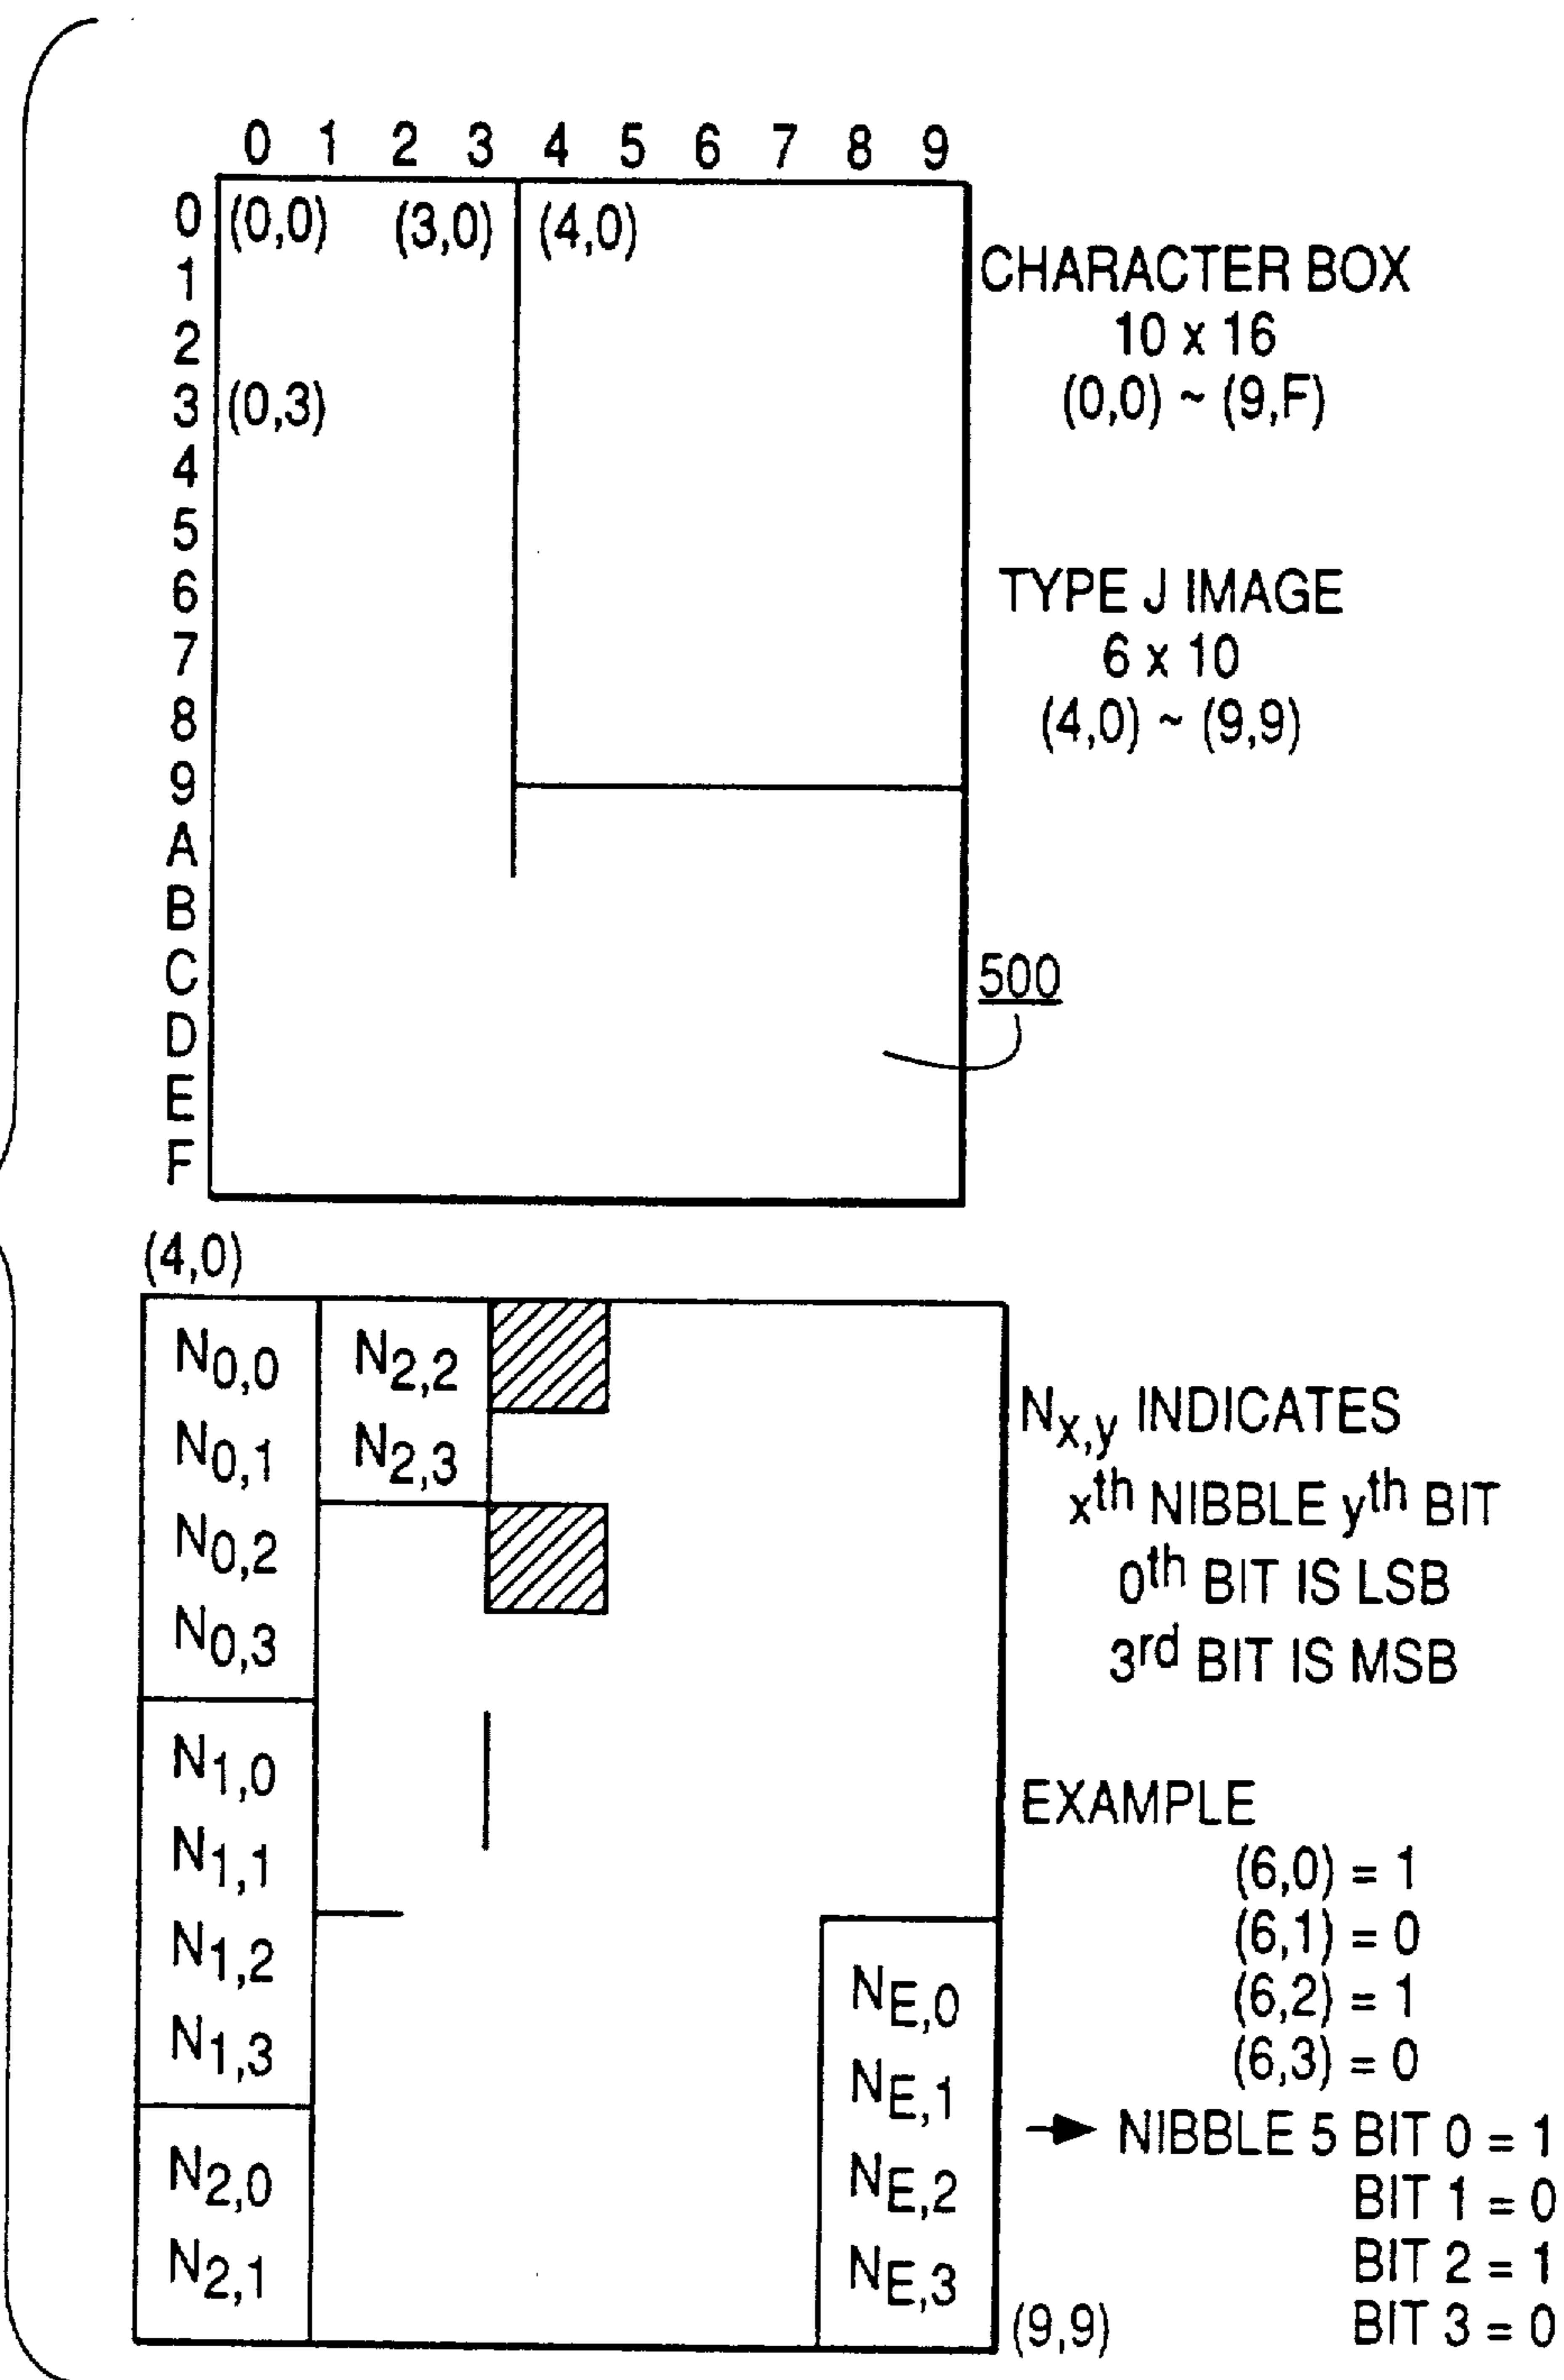 0 1 2 3 4 5 6 7 8 9
0 (0,0) (3,0) (4,0)
1
2
3 (0,3)
4
5
6
7
8
9
A
B
C
D
E
F
CHARACTER BOX
10 x 16
(0,0) ~ (9,F)
TYPE J IMAGE
6 x 10
(4,0) ~ (9,9)
500
(4,0)
N0,0
N0,1
N0,2
N0,3
N1,0
N1,1
N1,2
N1,3
N2,0
N2,1
N2,2
N2,3
NE,0
NE,1
NE,2
NE,3
(9,9)
Nx,y INDICATES
xth NIBBLE yth BIT
0th BIT IS LSB
3rd BIT IS MSB
EXAMPLE
(6,0) = 1
(6,1) = 0
(6,2) = 1
(6,3) = 0
NIBBLE 5 BIT 0 = 1
BIT 1 = 0
BIT 2 = 1
BIT 3 = 0